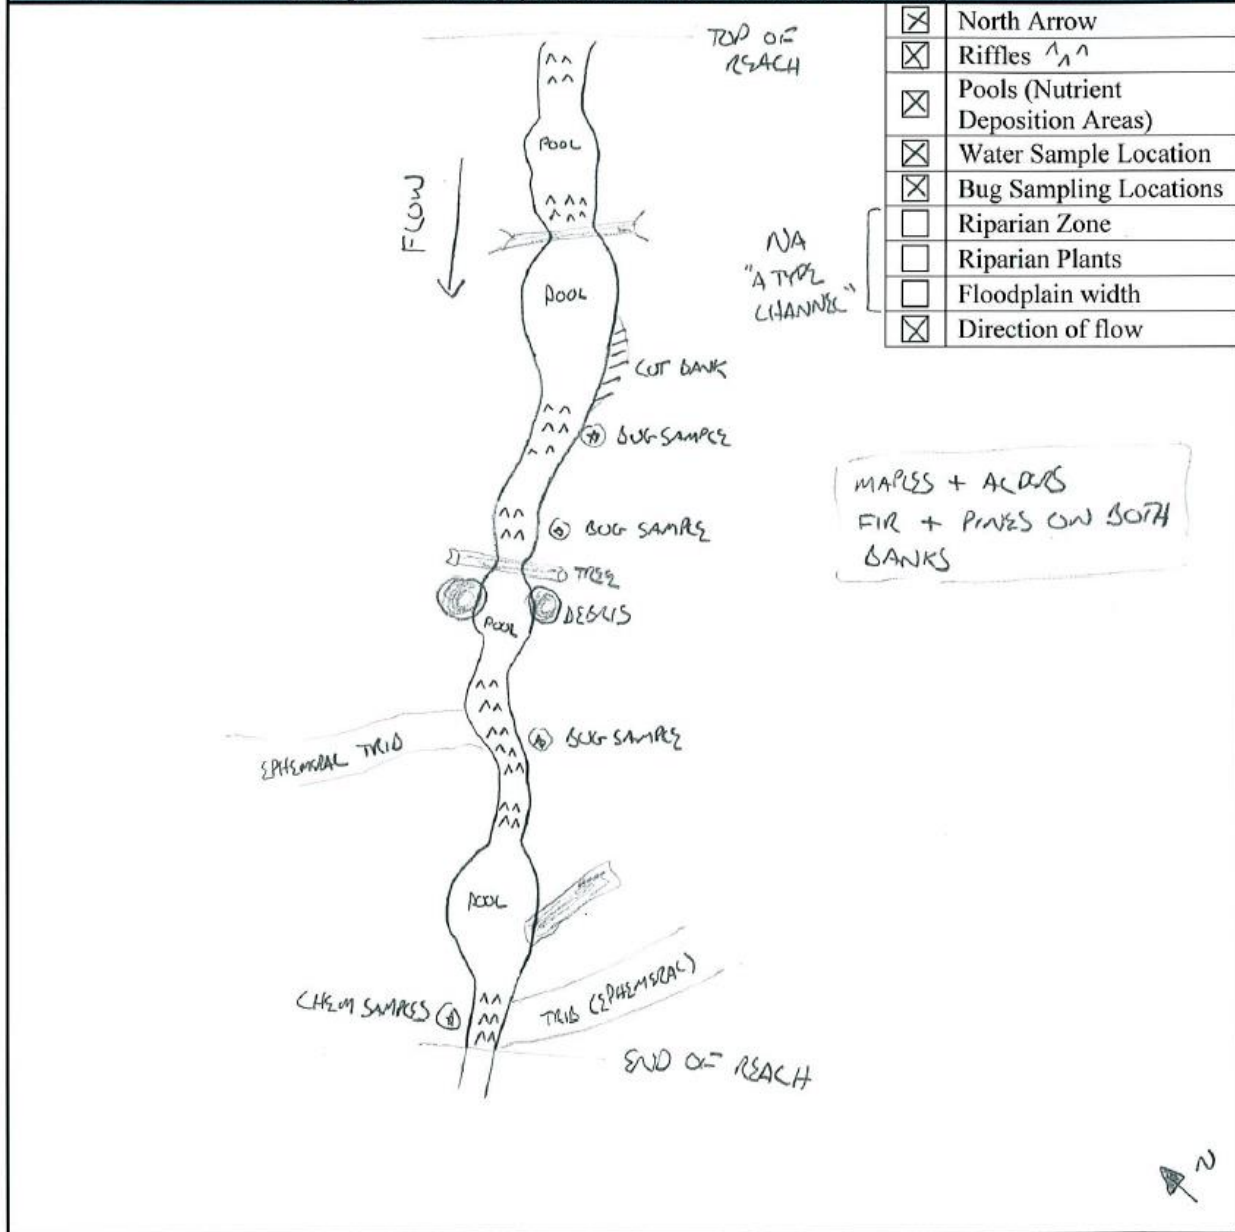 TOP OF
REACH
North Arrow
Riffles ^^^
Pools (Nutrient
Deposition Areas)
Water Sample Location
Bug Sampling Locations
Riparian Zone
Riparian Plants
Floodplain width
Direction of flow
NA
"A TYPE
CHANNEL"
POOL
FLOW
POOL
CUT BANK
BUG SAMPLE
MAPLES + ALDERS
FIR + PINES ON BOTH
BANKS
BUG SAMPLE
TREE
DEBRIS
POOL
BUG SAMPLE
EPHEMERAL TRIB
POOL
CHEM SAMPLES
TRIB (EPHEMERAL)
END OF REACH
N